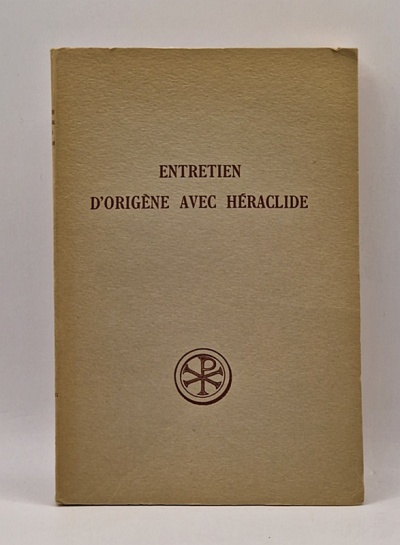 ENTRETIEN
D'ORIGÈNE AVEC HÉRACLIDE